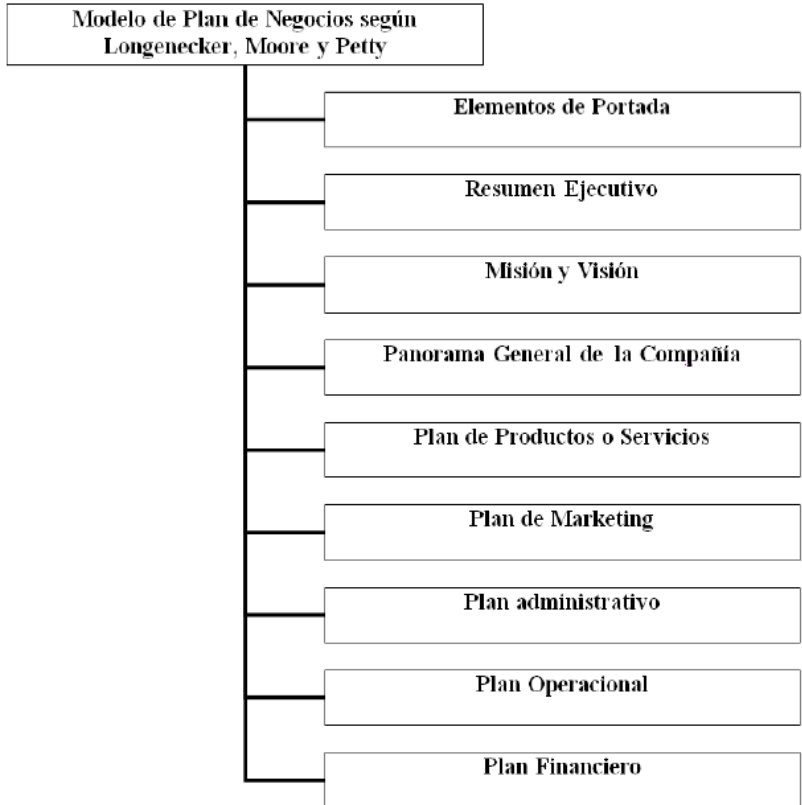 Modelo de Plan de Negocios según
Longenecker, Moore y Petty
Elementos de Portada
Resumen Ejecutivo
Misión y Visión
Panorama General de la Compañía
Plan de Productos o Servicios
Plan de Marketing
Plan administrativo
Plan Operacional
Plan Financiero